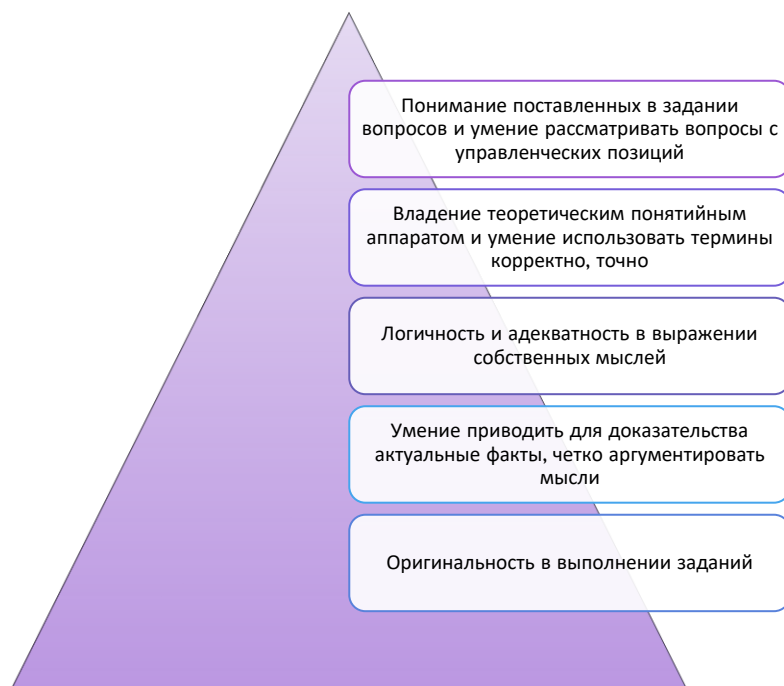 Понимание поставленных в задании
вопросов и умение рассматривать вопросы с
управленческих позиций
Владение теоретическим понятийным
аппаратом и умение использовать термины
корректно, точно
Логичность и адекватность в выражении
собственных мыслей
Умение приводить для доказательства
актуальные факты, четко аргументировать
мысли
Оригинальность в выполнении заданий